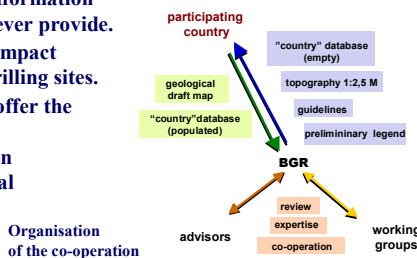 ever provide.
mpact
rilling sites.
offer the
participating
country
"country" database
(empty)
topography 1:2,5 M
guidelines
prelimininary legend
geological
draft map
"country"database
(populated)
BGR
review
expertise
co-operation
advisors
working
groups
Organisation
of the co-operation